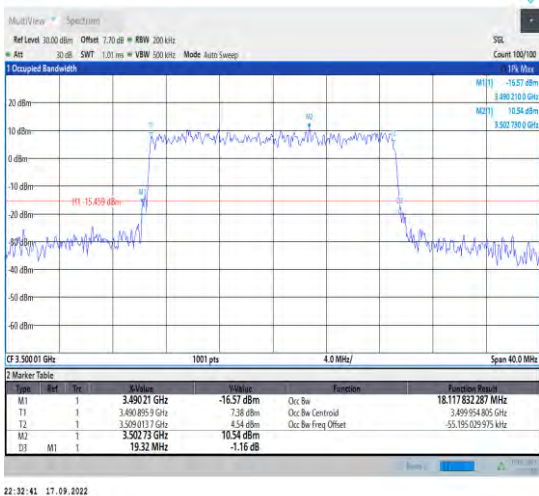 MultiView Spectrum
Ref Level 30.00 dBm Offset 7.70 dB RBW 200 kHz SGL
Att 30 dB SWT 1.01 ms VBW 500 kHz Mode Auto Sweep Count 100/100
1 Occupied Bandwidth 1Pk Max
M1[1] -16.57 dBm
3.490 210 0 GHz
M2[1] 10.54 dBm
3.502 730 0 GHz
20 dBm
10 dBm
M2
0 dBm
-10 dBm
H1 -15.459 dBm
-20 dBm
-30 dBm
-40 dBm
-50 dBm
-60 dBm
CF 3.500 01 GHz 1001 pts 4.0 MHz/ Span 40.0 MHz
2 Marker Table
Type Ref Trc X-Value Y-Value Function Function Result
M1 1 3.490 21 GHz -16.57 dBm Occ Bw 18.117 832 287 MHz
T1 1 3.490 895 9 GHz 7.38 dBm Occ Bw Centroid 3.499 954 805 GHz
T2 1 3.509 013 7 GHz 4.54 dBm Occ Bw Freq Offset -55.195 029 975 kHz
M2 1 3.502 73 GHz 10.54 dBm
D3 M1 1 19.32 MHz -1.16 dB
22:32:41 17.09.2022